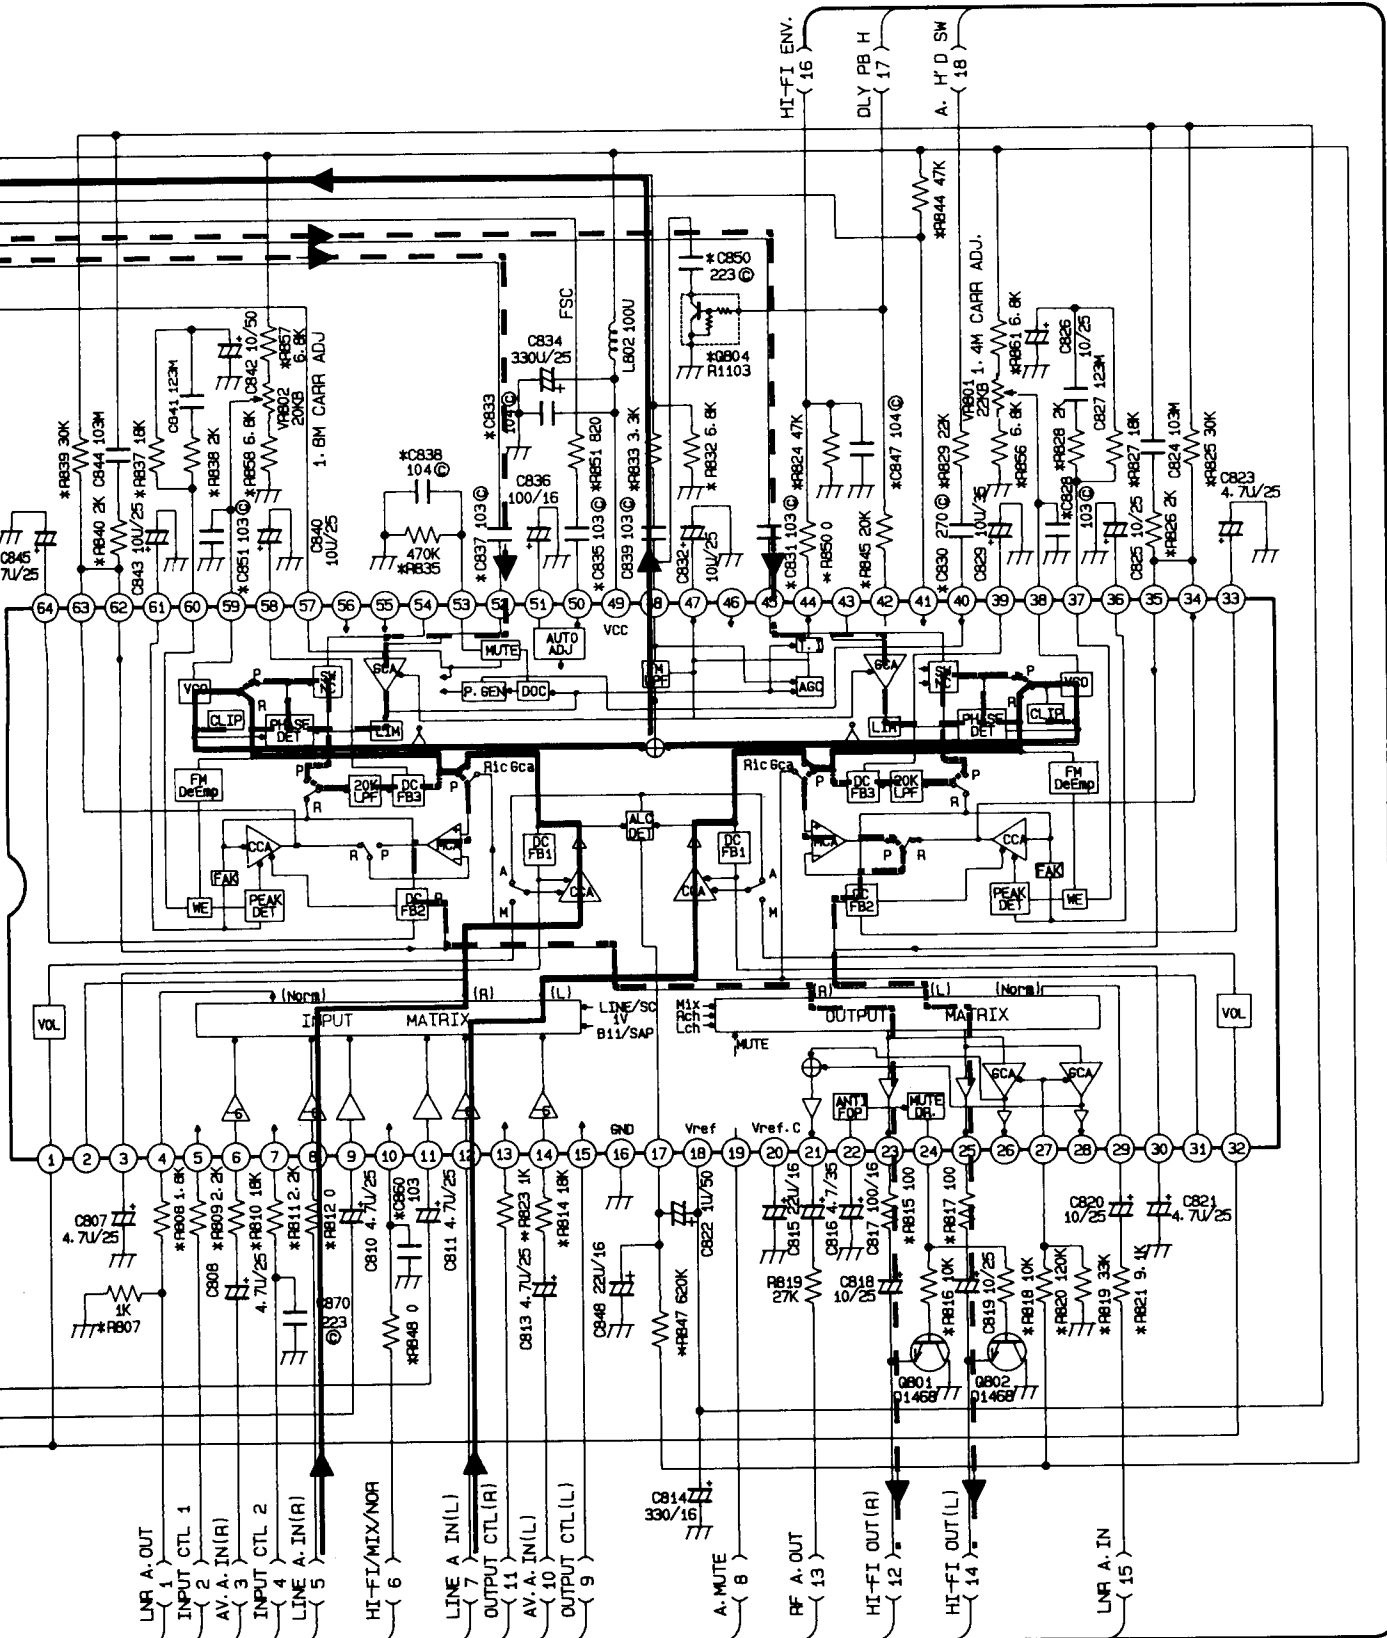 HI-FI ENV.
16
DLY PB H
17
A. H'D SW
18
*R844 47K
FSC
C834
330U/25
L802 100U
*C850
223©
*Q804
R1103
*R839 30K
C844 103M
*R840 2K
*R837 18K
C843 10U/25
C841 123M
*R838 2K
C842 10/50
*R857
6.8K
VR802
20KB
*R858 6.8K
1.8M CARR ADJ
*C851 103©
C840
10U/25
*C838
104©
470K
*R835
*C833
104©
*C837 103©
C836
100/16
*R851 820
*C835 103©
*R833 3.3K
C839 103©
*R832 6.8K
C832
10U/25
*C831 103©
*R824 47K
*R850 0
*C847 104©
*R845 20K
*R829 22K
*C830 270©
VR801
22KB
1.4M CARR ADJ.
*R861 6.8K
*R856 6.8K
C829 10U/35
C826
10/25
*R828 2K
C827 123M
*C828
103©
*R827 18K
C825 10/25
C824 103M
*R826 2K
*R825 30K
C823
4.7U/25
C845
7U/25
64 63 62 61 60 59 58 57 56 55 54 53 52 51 50 49 38 47 46 45 44 43 42 41 40 39 38 37 36 35 34 33
VCC
MUTE
AUTO
ADJ
GCA
P.GEN
DOC
AGC
GCA
VCO
CLIP
PHASE
DET
LIM
P
R
LIM
PHASE
DET
CLIP
VCO
P
R
FM
DeEmp
P
R
20K
LPF
DC
FB3
P
Ric Gca
Ric Gca
P
DC
FB3
20K
LPF
P
R
FM
DeEmp
CCA
R
P
MCA
DC
FB1
ALC
DET
DC
FB1
MCA
P
R
CCA
FAK
WE
PEAK
DET
DC
FB2
P
A
M
CCA
CCA
A
M
DC
FB2
PEAK
DET
FAK
WE
VOL
(Norm)
(R)
(L)
INPUT MATRIX
LINE/SC
1V
B11/SAP
Mix
Rch
Lch
MUTE
(R)
(L)
(Norm)
OUTPUT MATRIX
VOL
-6
-6
-6
-6
GCA
GCA
ANTI
POP
MUTE
DR.
GND
Vref
Vref.C
1 2 3 4 5 6 7 8 9 10 11 12 13 14 15 16 17 18 19 20 21 22 23 24 25 26 27 28 29 30 31 32
C807
4.7U/25
1K
*R807
*R808 1.8K
*R809 2.2K
*R810 18K
C808
4.7U/25
*R811 2.2K
C870
223
©
*R812 0
C810 4.7U/25
*C860
103
*R848 0
C811 4.7U/25
*R823 1K
C813 4.7U/25
*R814 18K
C848 22U/16
*R847 620K
C822 1U/50
C815 22U/16
C816 4.7/35
R819
27K
C817 100/16
C818
10/25
*R815 100
*R816 10K
*R817 100
C819 10/25
*R818 10K
*R820 120K
*R819 33K
C820
10/25
*R821 9.1K
C821
4.7U/25
Q801
D1468
Q802
D1468
C814
330/16
LNR A.OUT
1
INPUT CTL 1
2
AV.A.IN(R)
3
INPUT CTL 2
4
LINE A.IN(R)
5
HI-FI/MIX/NOR
6
LINE A IN(L)
7
OUTPUT CTL(R)
11
AV.A.IN(L)
10
OUTPUT CTL(L)
9
A.MUTE
8
RF A.OUT
13
HI-FI OUT(R)
12
HI-FI OUT(L)
14
LNR A.IN
15